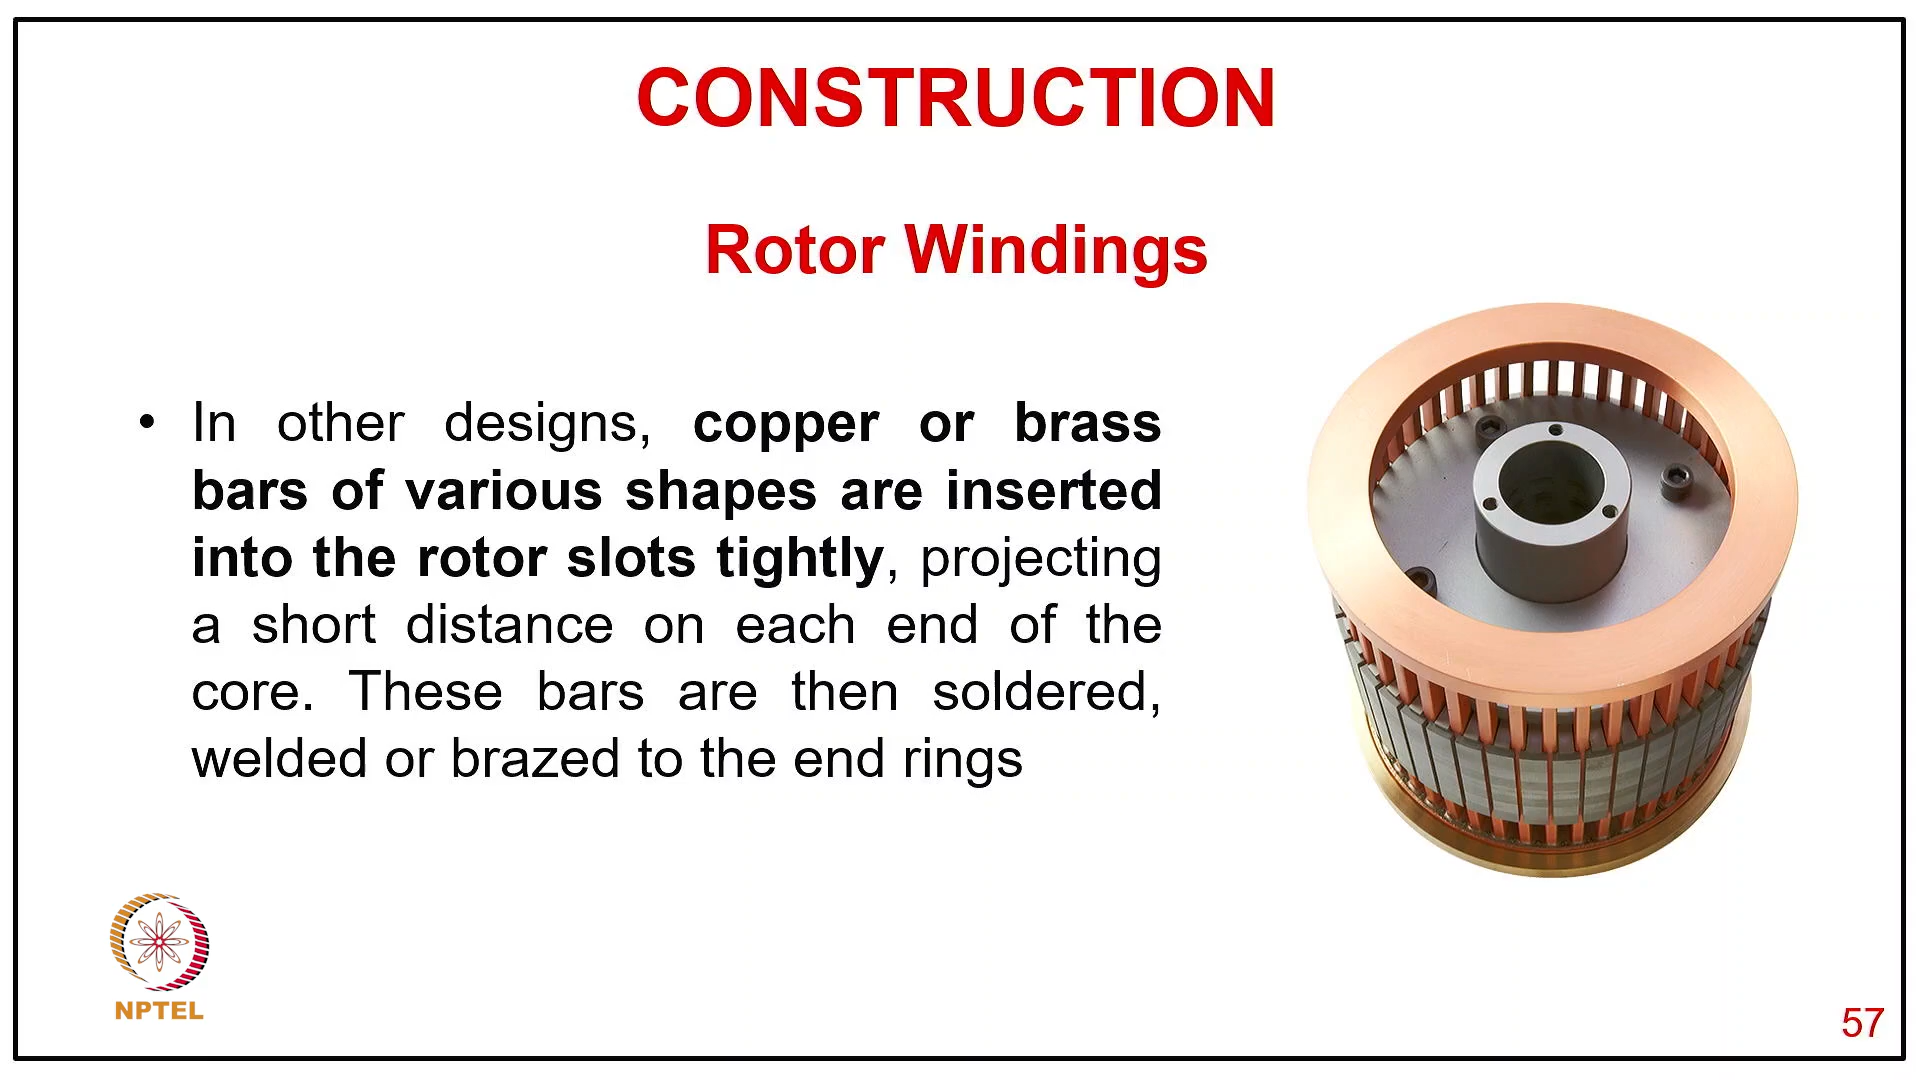 CONSTRUCTION
Rotor Windings
• In other designs, copper or brass
bars of various shapes are inserted
into the rotor slots tightly, projecting
a short distance on each end of the
core. These bars are then soldered,
welded or brazed to the end rings
NPTEL
57